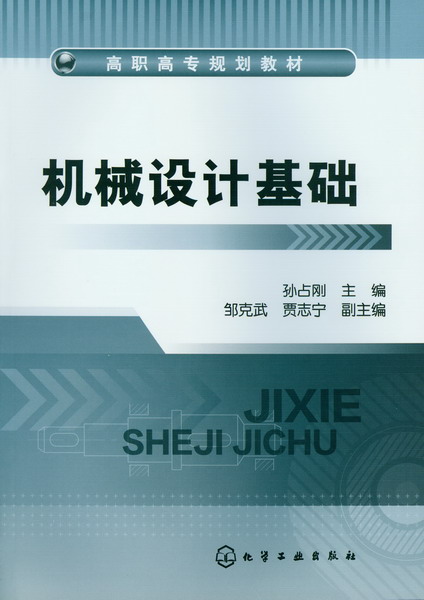 高职高专规划教材
机械设计基础
孙占刚 主编
邹克武 贾志宁 副主编
JIXIE
SHEJI JICHU
化学工业出版社